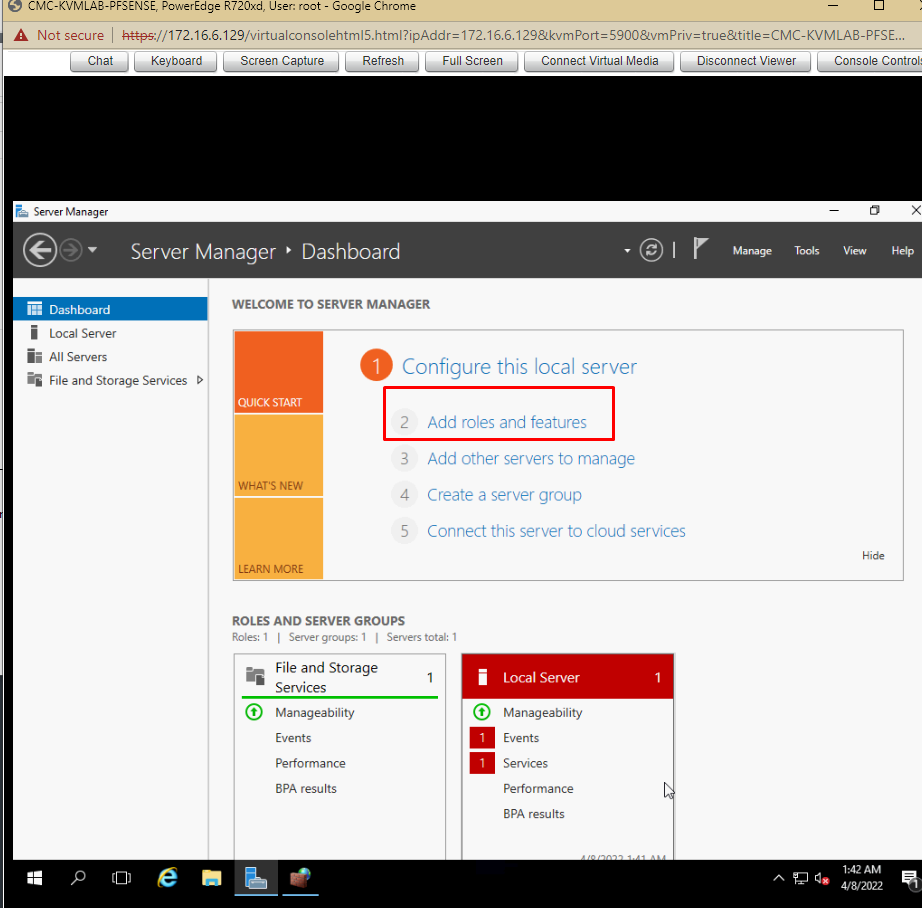 CMC-KVMLAB-PFSENSE, PowerEdge R720xd, User: root - Google Chrome
Not secure | https://172.16.6.129/virtualconsolehtml5.html?ipAddr=172.16.6.129&kvmPort=5900&vmPriv=true&title=CMC-KVMLAB-PFSE...
Chat Keyboard Screen Capture Refresh Full Screen Connect Virtual Media Disconnect Viewer Console Controls
Server Manager
Server Manager ‣ Dashboard
Manage Tools View Help
Dashboard
Local Server
All Servers
File and Storage Services
WELCOME TO SERVER MANAGER
QUICK START
WHAT'S NEW
LEARN MORE
1 Configure this local server
2 Add roles and features
3 Add other servers to manage
4 Create a server group
5 Connect this server to cloud services
Hide
ROLES AND SERVER GROUPS
Roles: 1 | Server groups: 1 | Servers total: 1
File and Storage
Services 1
Manageability
Events
Performance
BPA results
Local Server 1
Manageability
1 Events
1 Services
Performance
BPA results
4/8/2022 1:41 AM
1:42 AM
4/8/2022
1